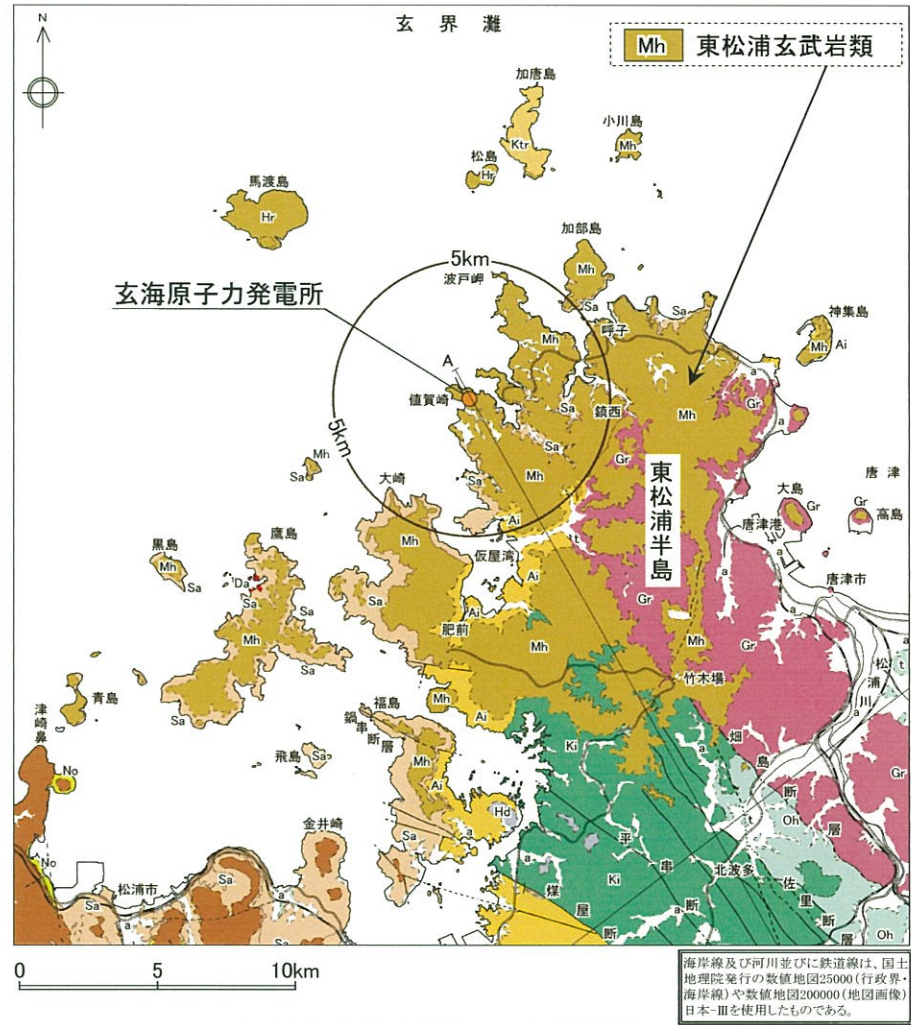 N
玄界灘
Mh 東松浦玄武岩類
加唐島
Ktr
小川島
Mh
松島
Hr
馬渡島
Hr
加部島
Mh
Sa
5km
波戸岬
玄海原子力発電所
Sa
呼子
神集島
Mh
Ai
Mh
A
値賀崎
a
Sa
鎮西
Mh
Gr
a
Sa
Gr
5km
Mh
Sa
Mh
Sa
大崎
Ai
東松浦半島
唐津
大島
Gr
Gr
高島
唐津港
t
a
鷹島
Mh
仮屋湾
黒島
Mh
Sa
Da
Sa
Sa
Ai
唐津市
a
Sa
Gr
Mh
Ai
肥前
Mh
Mh
Gr
a
t
松浦川
Sa
Sa
竹木場
青島
福島
Mh
Ai
a
津崎鼻
鍋串断層
Ki
a
畑島断層
飛島
Sa
Mh
Ai
Gr
No
Hd
Oh
金井崎
a
Sa
a
平串断層
t
t
Ki
北波多
No
Sa
松浦市
煤屋断層
佐里断層
Sa
a
a
Sa
a
Oh
0 5 10km
海岸線及び河川並びに鉄道線は、国土
地理院発行の数値地図25000(行政界・
海岸線)や数値地図200000(地図画像)
日本-Ⅲを使用したものである。